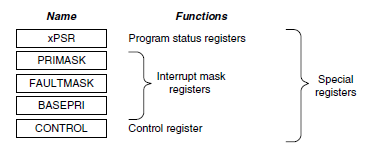 Name Functions
xPSR Program status registers
PRIMASK
FAULTMASK Interrupt mask registers Special registers
BASEPRI
CONTROL Control register